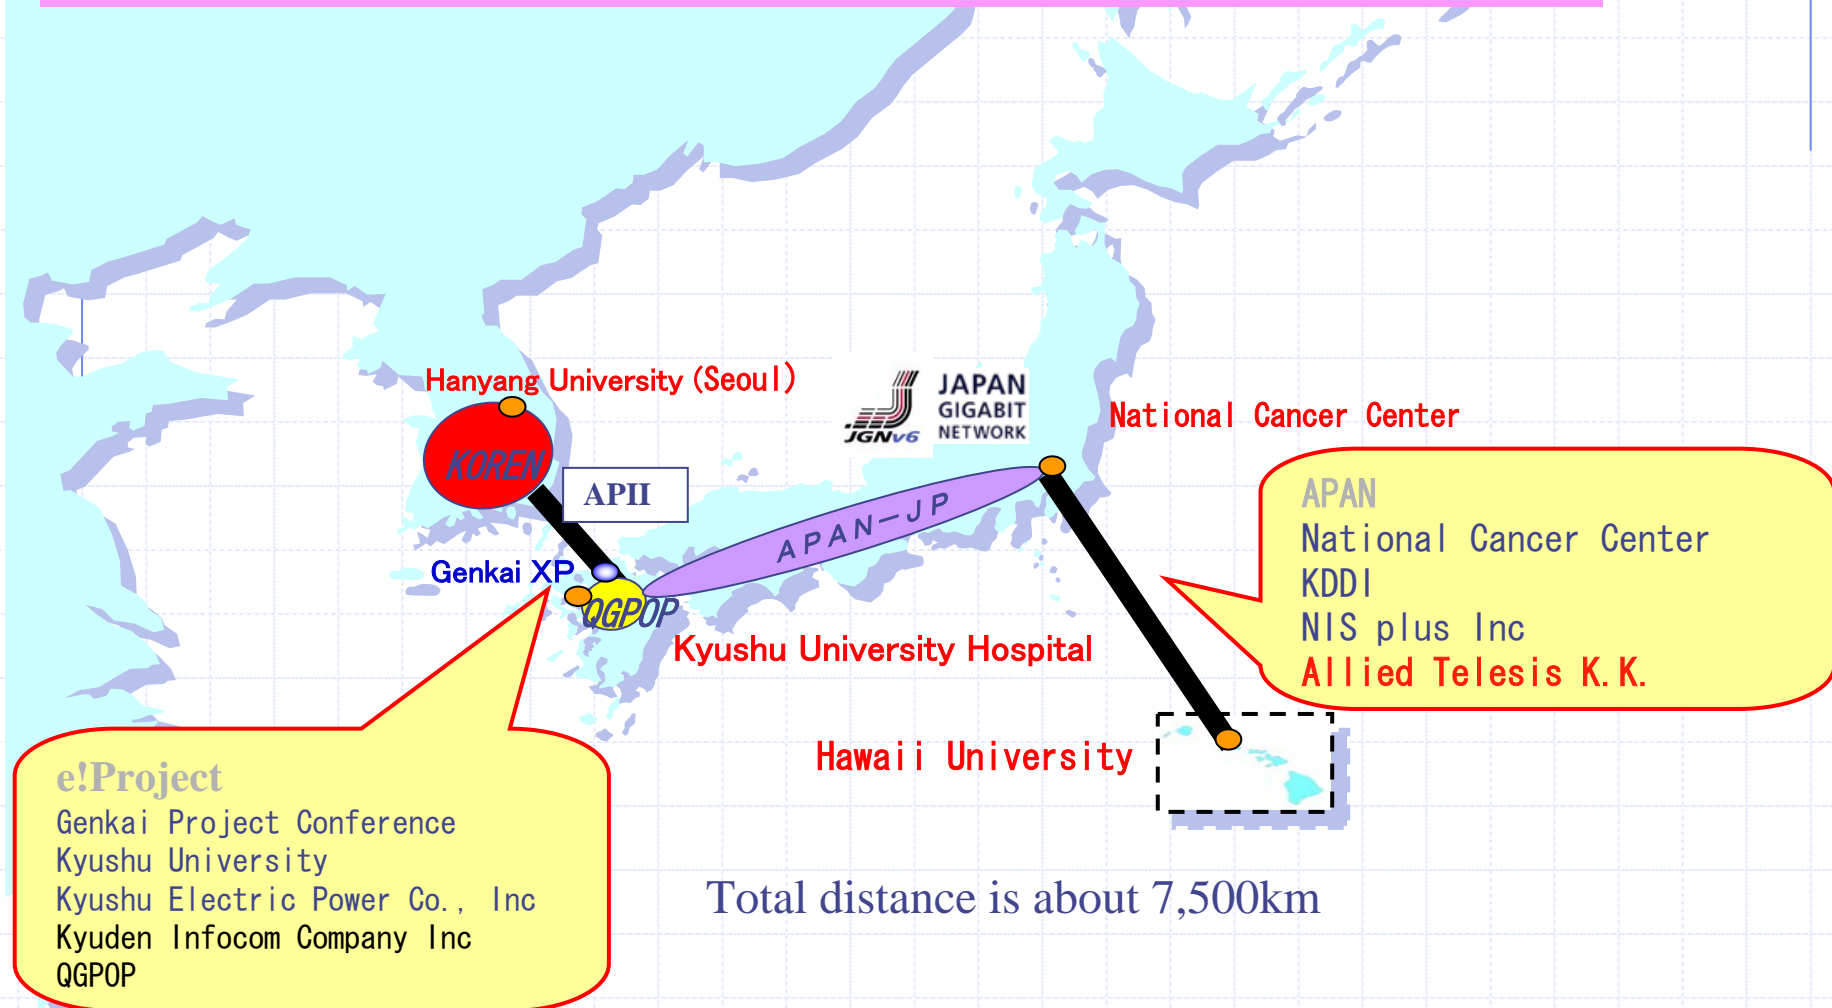 Hanyang University (Seoul)
JAPAN
GIGABIT
NETWORK
JGNv6
National Cancer Center
KOREN
APII
APAN-JP
APAN
National Cancer Center
KDDI
NIS plus Inc
Allied Telesis K.K.
Genkai XP
QGPOP
Kyushu University Hospital
Hawaii University
e!Project
Genkai Project Conference
Kyushu University
Kyushu Electric Power Co., Inc
Kyuden Infocom Company Inc
QGPOP
Total distance is about 7,500km